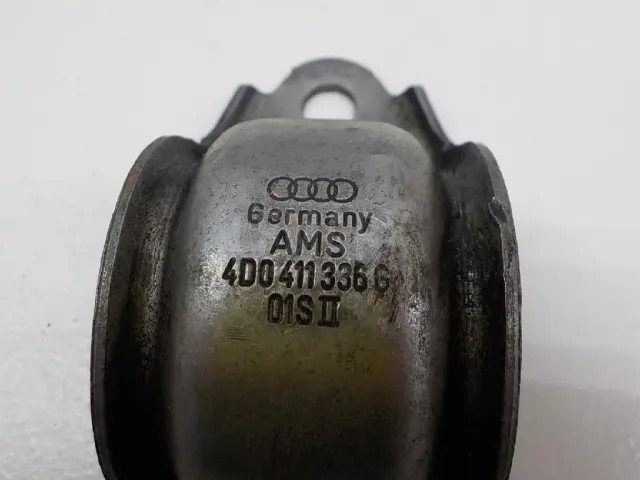 Germany
AMS
4D0 411 336 G
01S II